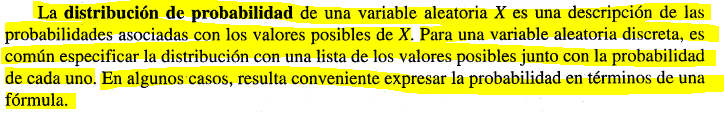 La distribución de probabilidad de una variable aleatoria X es una descripción de las
probabilidades asociadas con los valores posibles de X. Para una variable aleatoria discreta, es
común especificar la distribución con una lista de los valores posibles junto con la probabilidad
de cada uno. En algunos casos, resulta conveniente expresar la probabilidad en términos de una
fórmula.